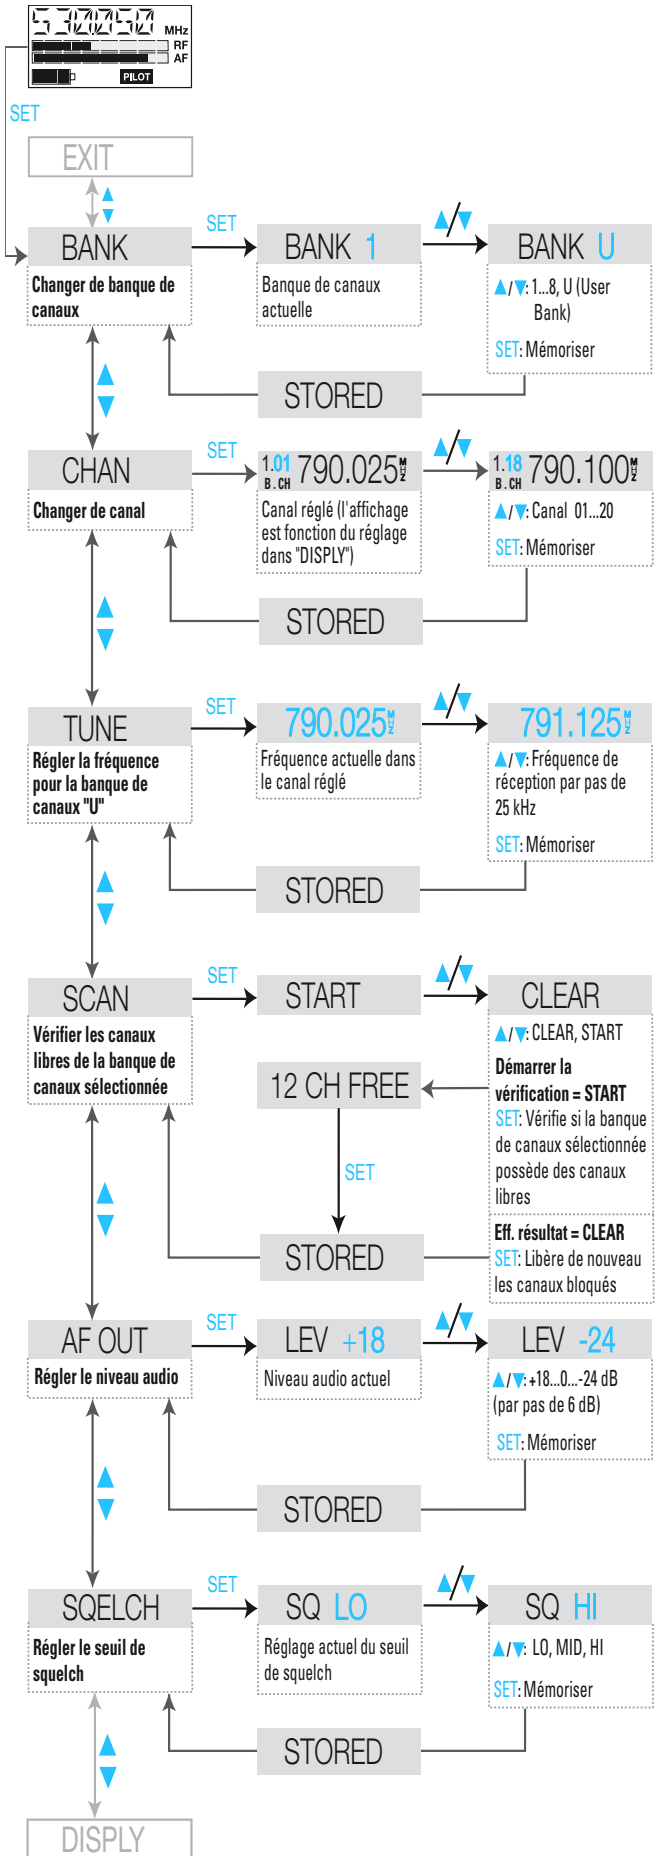 530.050 MHz
RF
AF
PILOT
SET
EXIT
BANK
Changer de banque de
canaux
SET
BANK 1
Banque de canaux
actuelle
▲/▼
BANK U
▲/▼: 1...8, U (User
Bank)
SET: Mémoriser
STORED
CHAN
Changer de canal
SET
1.01
B.CH
790.025 MHZ
Canal réglé (l'affichage
est fonction du réglage
dans "DISPLY")
▲/▼
1.18
B.CH
790.100 MHZ
▲/▼: Canal 01...20
SET: Mémoriser
STORED
TUNE
Régler la fréquence
pour la banque de
canaux "U"
SET
790.025 MHZ
Fréquence actuelle dans
le canal réglé
▲/▼
791.125 MHZ
▲/▼: Fréquence de
réception par pas de
25 kHz
SET: Mémoriser
STORED
SCAN
Vérifier les canaux
libres de la banque de
canaux sélectionnée
SET
START
▲/▼
CLEAR
▲/▼: CLEAR, START
Démarrer la
vérification = START
SET: Vérifie si la banque
de canaux sélectionnée
possède des canaux
libres
12 CH FREE
SET
Eff. résultat = CLEAR
SET: Libère de nouveau
les canaux bloqués
STORED
AF OUT
Régler le niveau audio
SET
LEV +18
Niveau audio actuel
▲/▼
LEV -24
▲/▼: +18...0...-24 dB
(par pas de 6 dB)
SET: Mémoriser
STORED
SQELCH
Régler le seuil de
squelch
SET
SQ LO
Réglage actuel du seuil
de squelch
▲/▼
SQ HI
▲/▼: LO, MID, HI
SET: Mémoriser
STORED
DISPLY